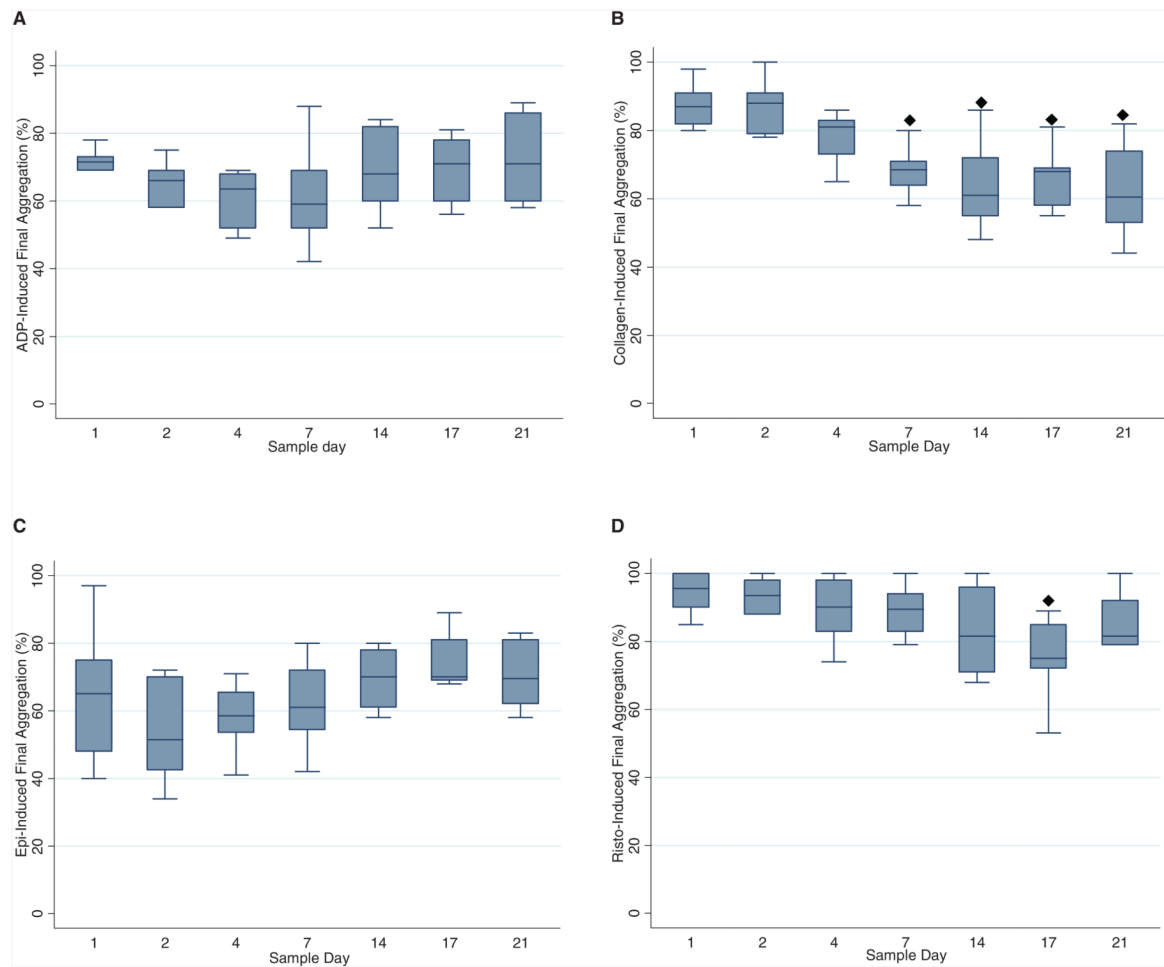 A
ADP-Induced Final Aggregation (%)
100
80
60
40
20
0
1 2 4 7 14 17 21
Sample day
B
Collagen-Induced Final Aggregation (%)
100
80
60
40
20
0
1 2 4 7 14 17 21
Sample Day
C
Epi-Induced Final Aggregation (%)
100
80
60
40
20
0
1 2 4 7 14 17 21
Sample Day
D
Risto-Induced Final Aggregation (%)
100
80
60
40
20
0
1 2 4 7 14 17 21
Sample Day